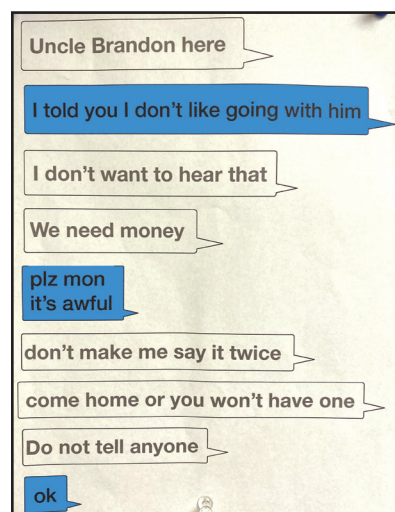 Uncle Brandon here
I told you I don't like going with him
I don't want to hear that
We need money
plz mon
it's awful
don't make me say it twice
come home or you won't have one
Do not tell anyone
ok